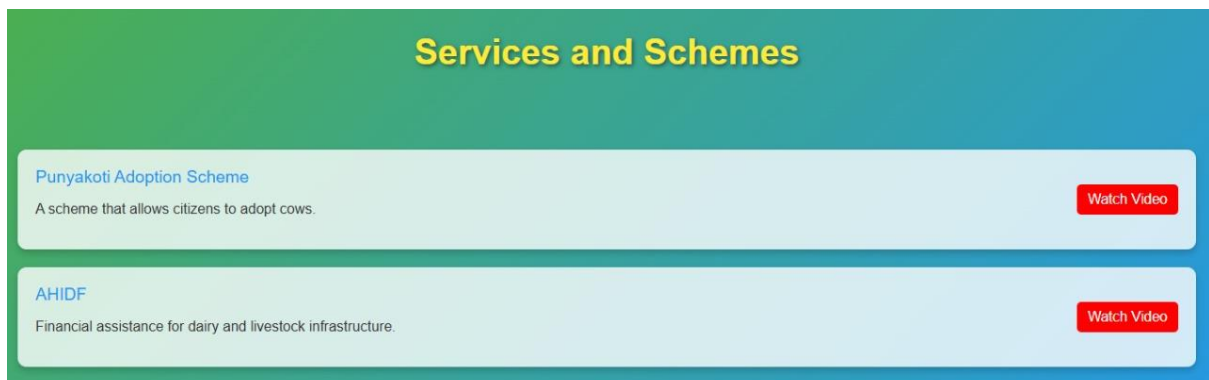 Services and Schemes
Punyakoti Adoption Scheme
A scheme that allows citizens to adopt cows.
Watch Video
AHIDF
Financial assistance for dairy and livestock infrastructure.
Watch Video